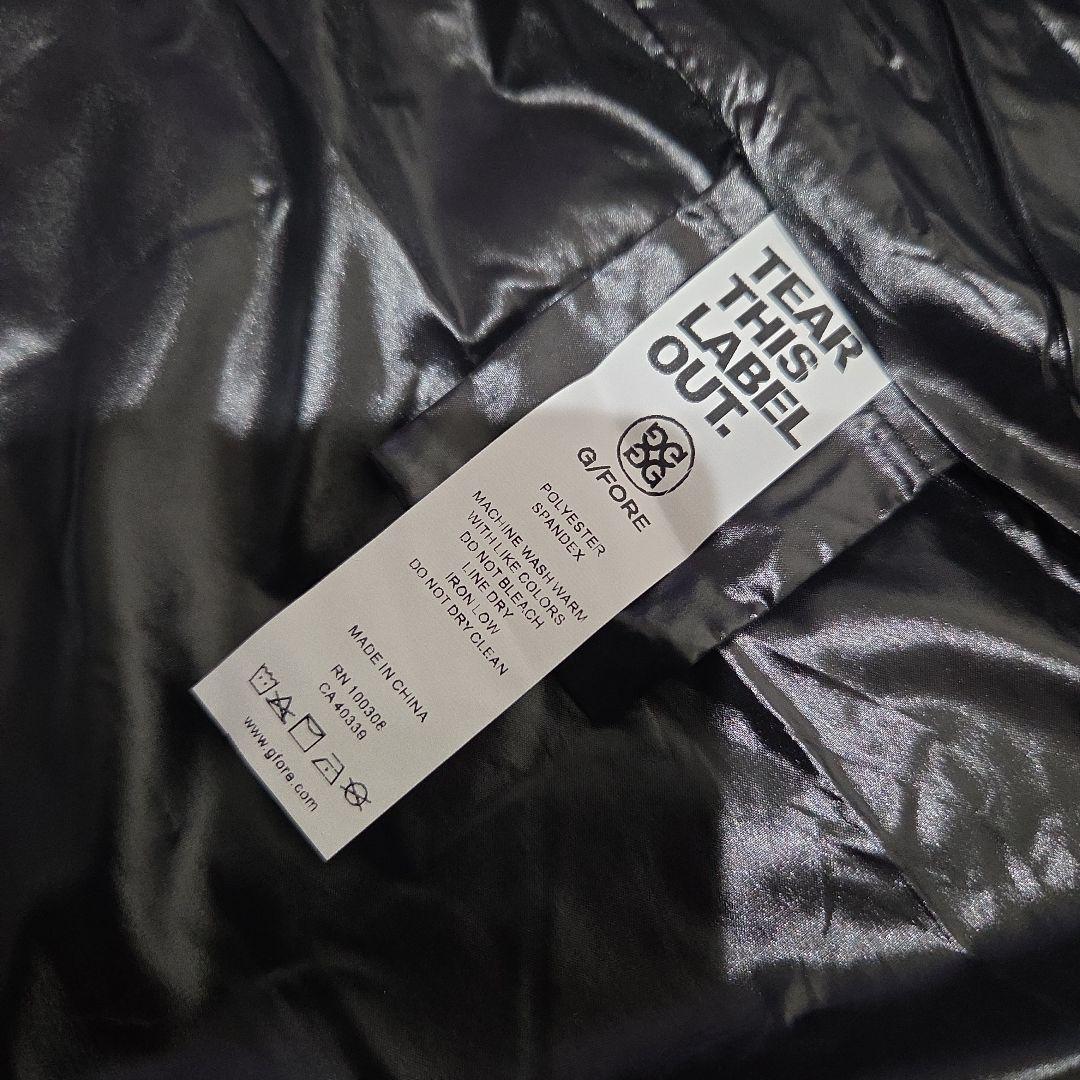 TEAR
THIS
LABEL
OUT.
G/FORE
POLYESTER
SPANDEX
MACHINE WASH WARM
WITH LIKE COLORS
DO NOT BLEACH
LINE DRY
IRON LOW
DO NOT DRY CLEAN
MADE IN CHINA
RN 100308
CA 40339
www.gfore.com